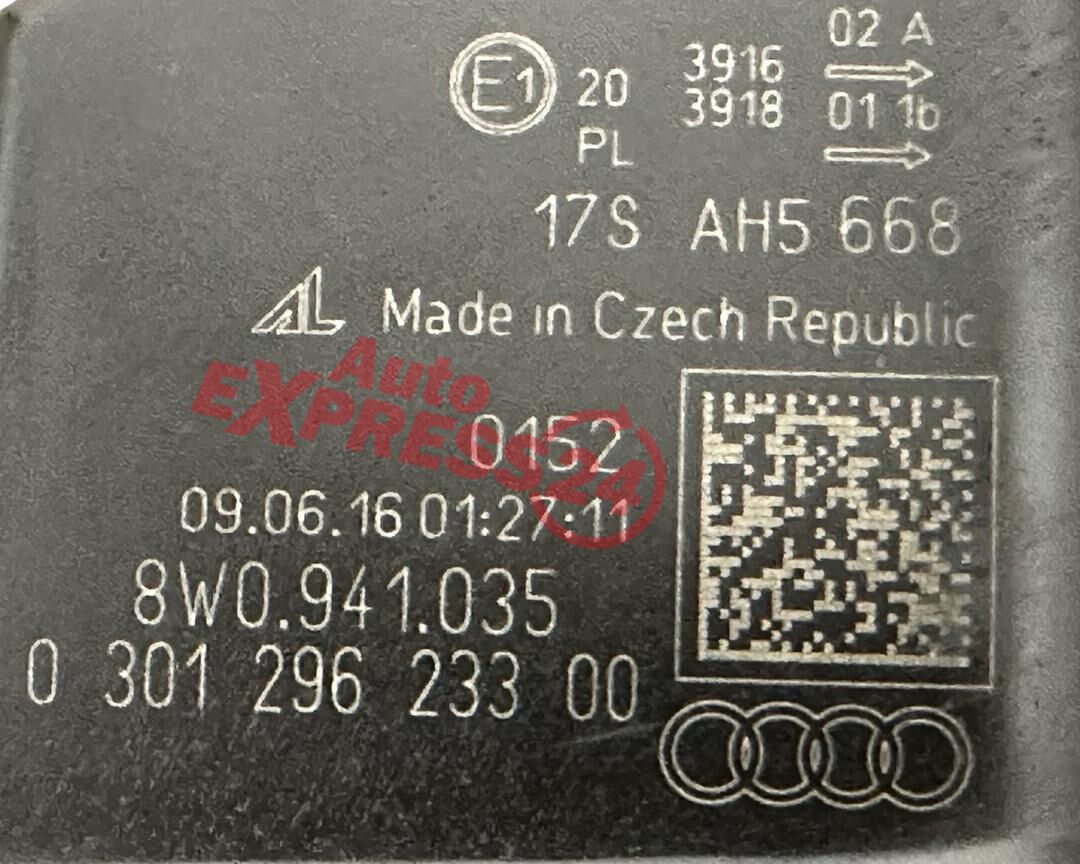 02 A
E1 20 3916
3918 01 1b
PL
17S AH5 668
AL Made in Czech Republic
Auto
EXPRESS24
0152
09.06.16 01:27:11
8W0.941.035
0 301 296 233 00